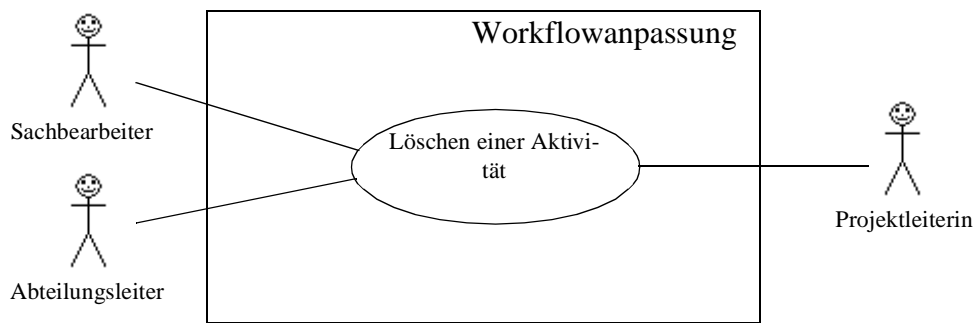 Workflowanpassung
Sachbearbeiter
Löschen einer Aktivi-
tät
Projektleiterin
Abteilungsleiter